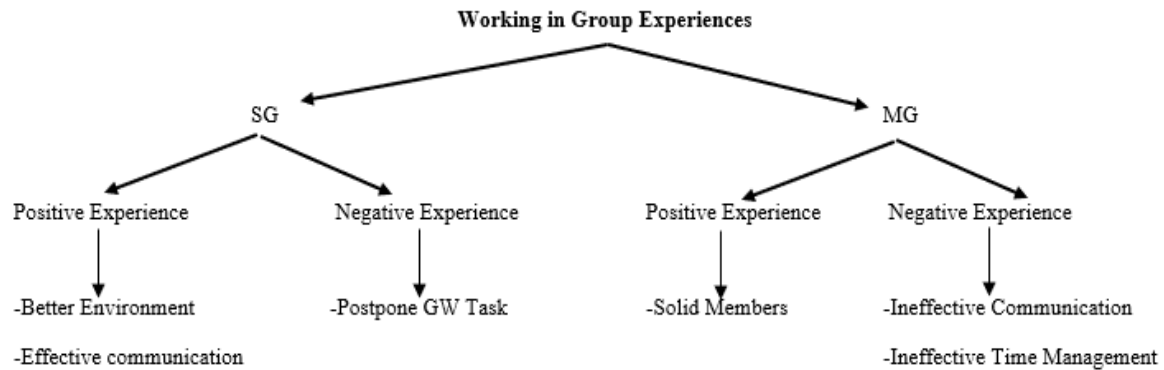 Working in Group Experiences
SG MG
Positive Experience Negative Experience Positive Experience Negative Experience
-Better Environment -Postpone GW Task -Solid Members -Ineffective Communication
-Effective communication -Ineffective Time Management